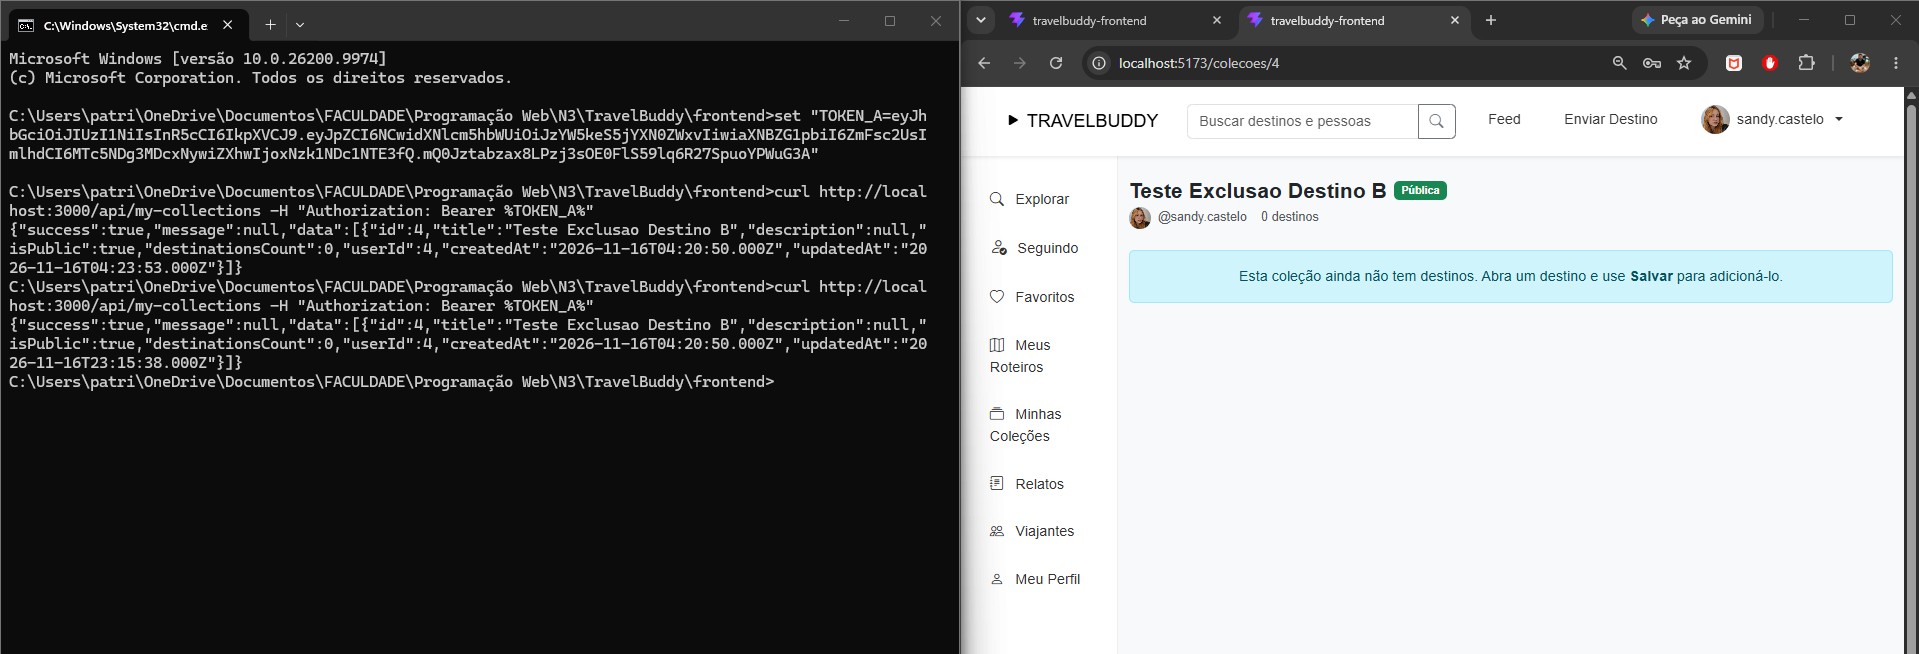 C:\Windows\System32\cmd.e
Microsoft Windows [versão 10.0.26200.9974]
(c) Microsoft Corporation. Todos os direitos reservados.
C:\Users\patri\OneDrive\Documentos\FACULDADE\Programação Web\N3\TravelBuddy\frontend>set "TOKEN_A=eyJh
bGciOiJIUzI1NiIsInR5cCI6IkpXVCJ9.eyJpZCI6NCwidXNlcm5hbWUiOiJzYW5keS5jYXN0ZWxvIiwiaXNBZG1pbiI6ZmFsc2UsI
mlhdCI6MTc5NDg3MDcxNywiZXhwIjoxNzk1NDc1NTE3fQ.mQ0Jztabzax8LPzj3sOE0FlS59lq6R27SpuoYPWuG3A"
C:\Users\patri\OneDrive\Documentos\FACULDADE\Programação Web\N3\TravelBuddy\frontend>curl http://local
host:3000/api/my-collections -H "Authorization: Bearer %TOKEN_A%"
{"success":true,"message":null,"data":[{"id":4,"title":"Teste Exclusao Destino B","description":null,"
isPublic":true,"destinationsCount":0,"userId":4,"createdAt":"2026-11-16T04:20:50.000Z","updatedAt":"20
26-11-16T04:23:53.000Z"}]}
C:\Users\patri\OneDrive\Documentos\FACULDADE\Programação Web\N3\TravelBuddy\frontend>curl http://local
host:3000/api/my-collections -H "Authorization: Bearer %TOKEN_A%"
{"success":true,"message":null,"data":[{"id":4,"title":"Teste Exclusao Destino B","description":null,"
isPublic":true,"destinationsCount":0,"userId":4,"createdAt":"2026-11-16T04:20:50.000Z","updatedAt":"20
26-11-16T23:15:38.000Z"}]}
C:\Users\patri\OneDrive\Documentos\FACULDADE\Programação Web\N3\TravelBuddy\frontend>
travelbuddy-frontend
travelbuddy-frontend
Peça ao Gemini
localhost:5173/colecoes/4
TRAVELBUDDY
Buscar destinos e pessoas
Feed
Enviar Destino
sandy.castelo
Explorar
Seguindo
Favoritos
Meus
Roteiros
Minhas
Coleções
Relatos
Viajantes
Meu Perfil
Teste Exclusao Destino B Pública
@sandy.castelo 0 destinos
Esta coleção ainda não tem destinos. Abra um destino e use Salvar para adicioná-lo.